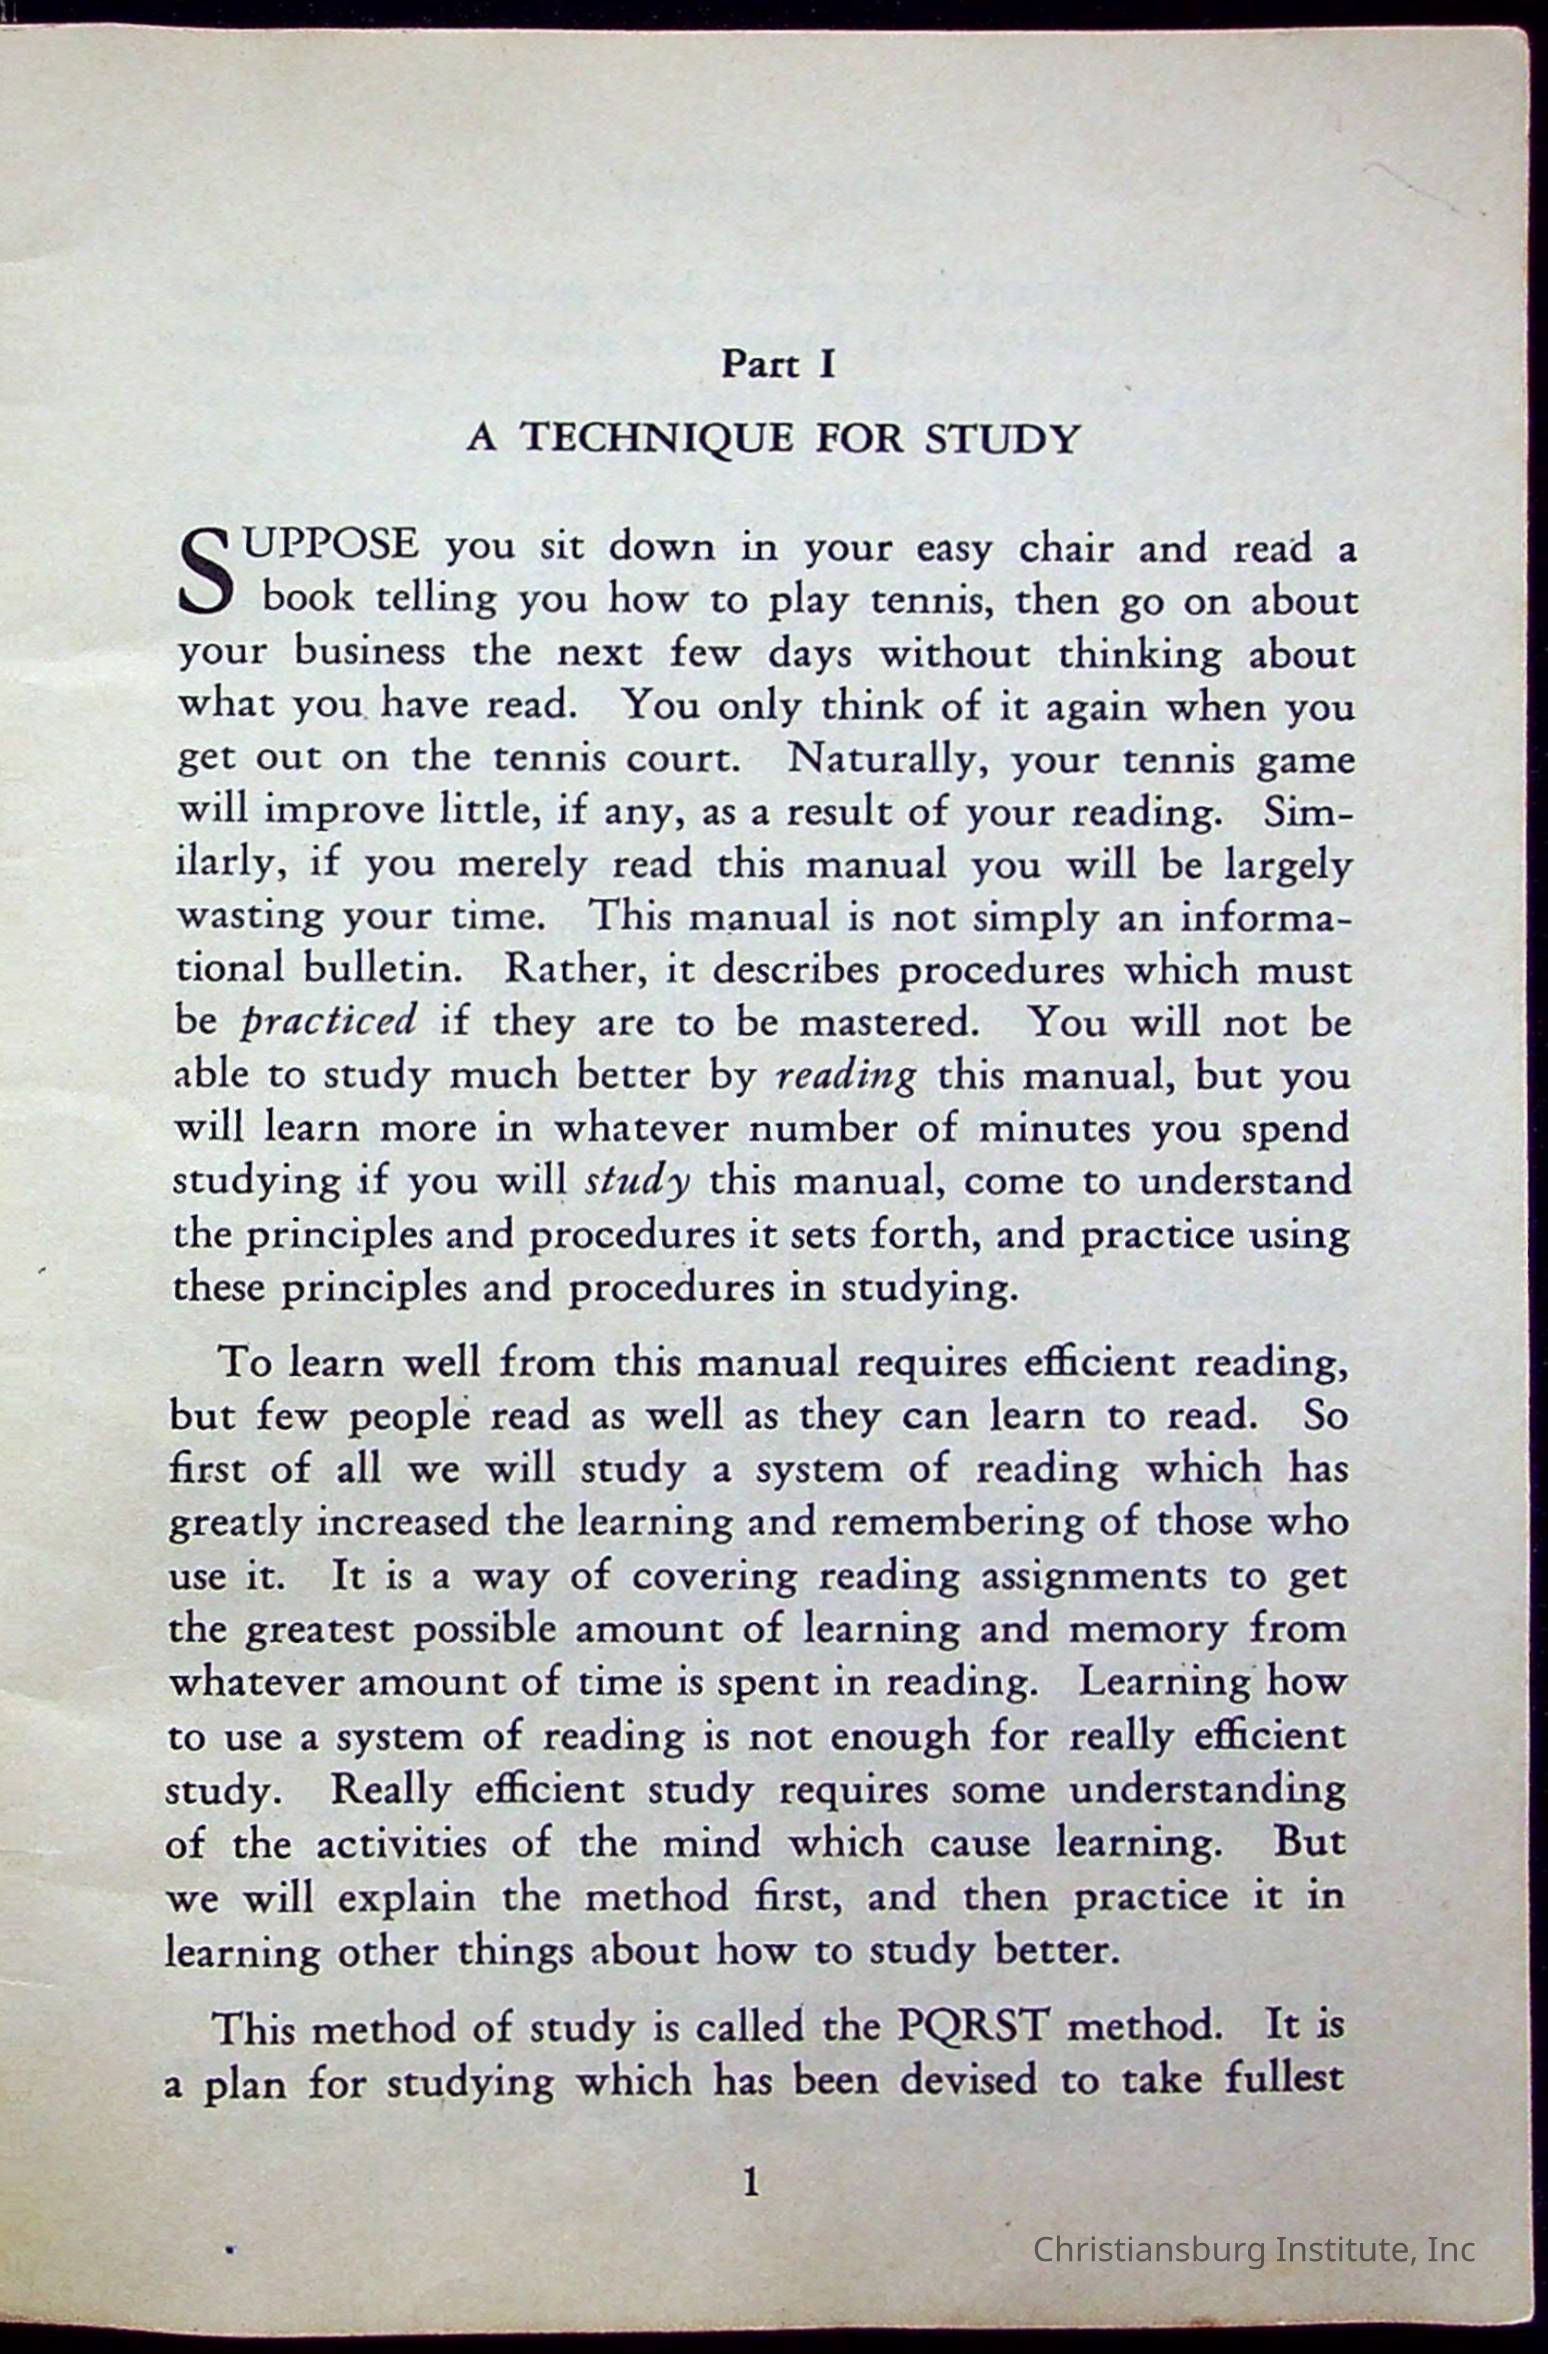 Part I
A TECHNIQUE FOR STUDY
SUPPOSE you sit down in your easy chair and read a
book telling you how to play tennis, then go on about
your business the next few days without thinking about
what you have read. You only think of it again when you
get out on the tennis court. Naturally, your tennis game
will improve little, if any, as a result of your reading. Sim-
ilarly, if you merely read this manual you will be largely
wasting your time. This manual is not simply an informa-
tional bulletin. Rather, it describes procedures which must
be practiced if they are to be mastered. You will not be
able to study much better by reading this manual, but you
will learn more in whatever number of minutes you spend
studying if you will study this manual, come to understand
the principles and procedures it sets forth, and practice using
these principles and procedures in studying.
To learn well from this manual requires efficient reading,
but few people read as well as they can learn to read. So
first of all we will study a system of reading which has
greatly increased the learning and remembering of those who
use it. It is a way of covering reading assignments to get
the greatest possible amount of learning and memory from
whatever amount of time is spent in reading. Learning how
to use a system of reading is not enough for really efficient
study. Really efficient study requires some understanding
of the activities of the mind which cause learning. But
we will explain the method first, and then practice it in
learning other things about how to study better.
This method of study is called the PQRST method. It is
a plan for studying which has been devised to take fullest
1
Christiansburg Institute, Inc